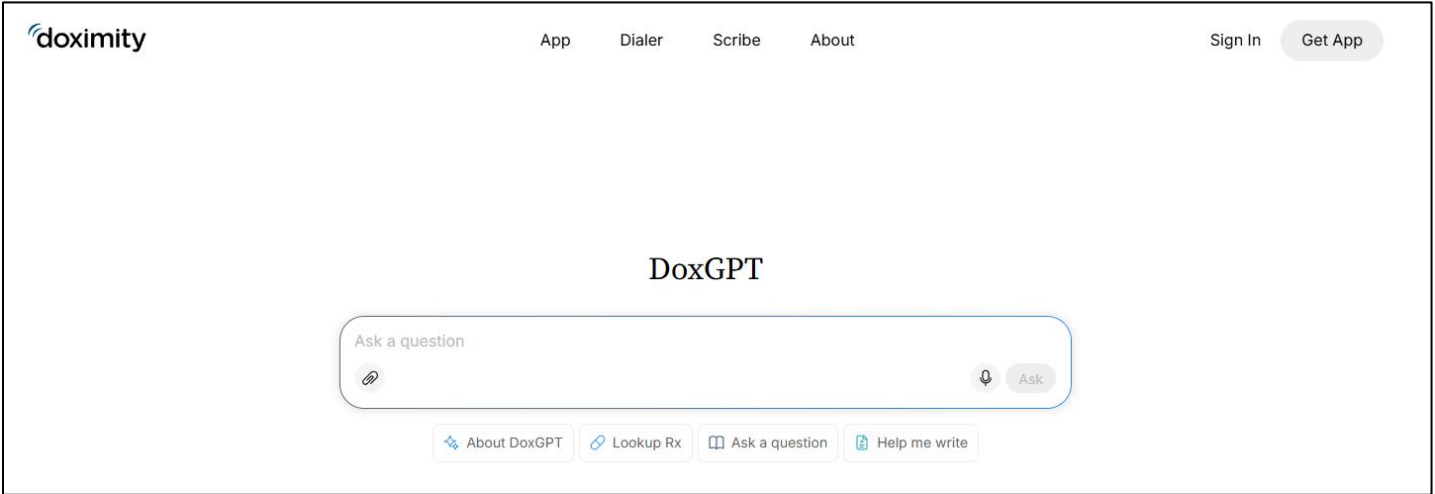 doximity App Dialer Scribe About Sign In Get App
DoxGPT
Ask a question
Ask
About DoxGPT Lookup Rx Ask a question Help me write